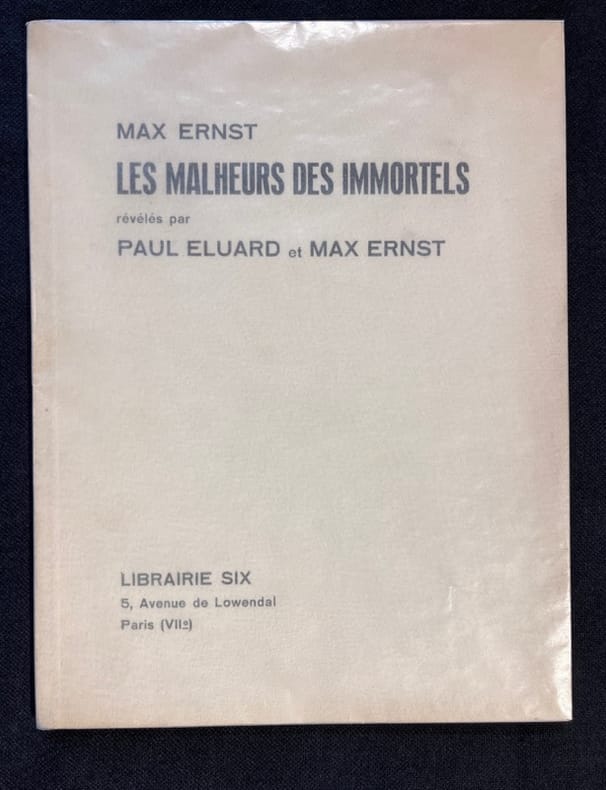 MAX ERNST
LES MALHEURS DES IMMORTELS
révélés par
PAUL ELUARD et MAX ERNST
LIBRAIRIE SIX
5, Avenue de Lowendal
Paris (VIIe)